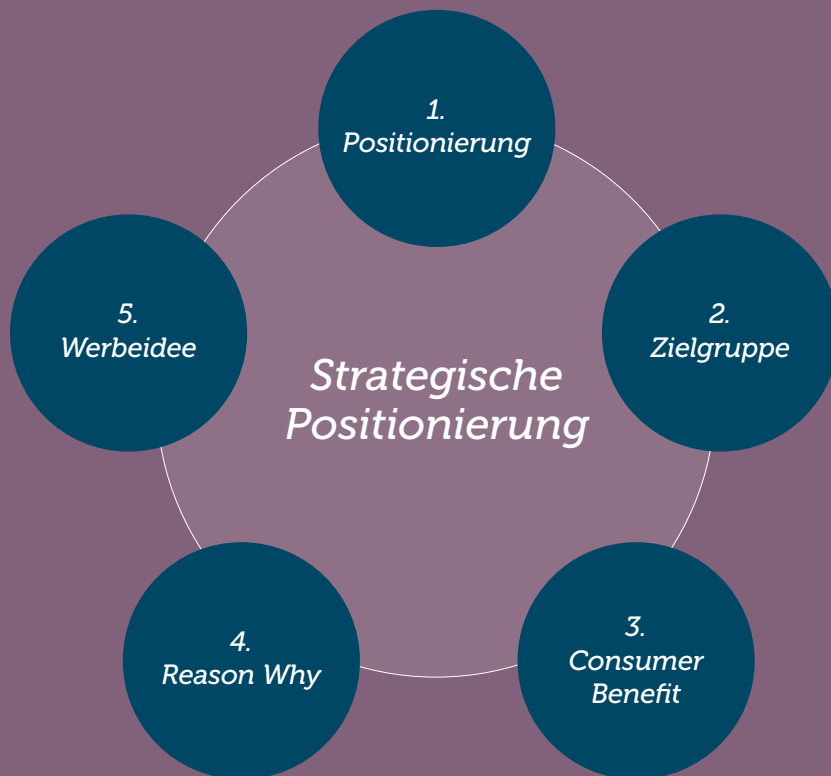 1.
Positionierung
2.
Zielgruppe
3.
Consumer
Benefit
4.
Reason Why
5.
Werbeidee
Strategische
Positionierung